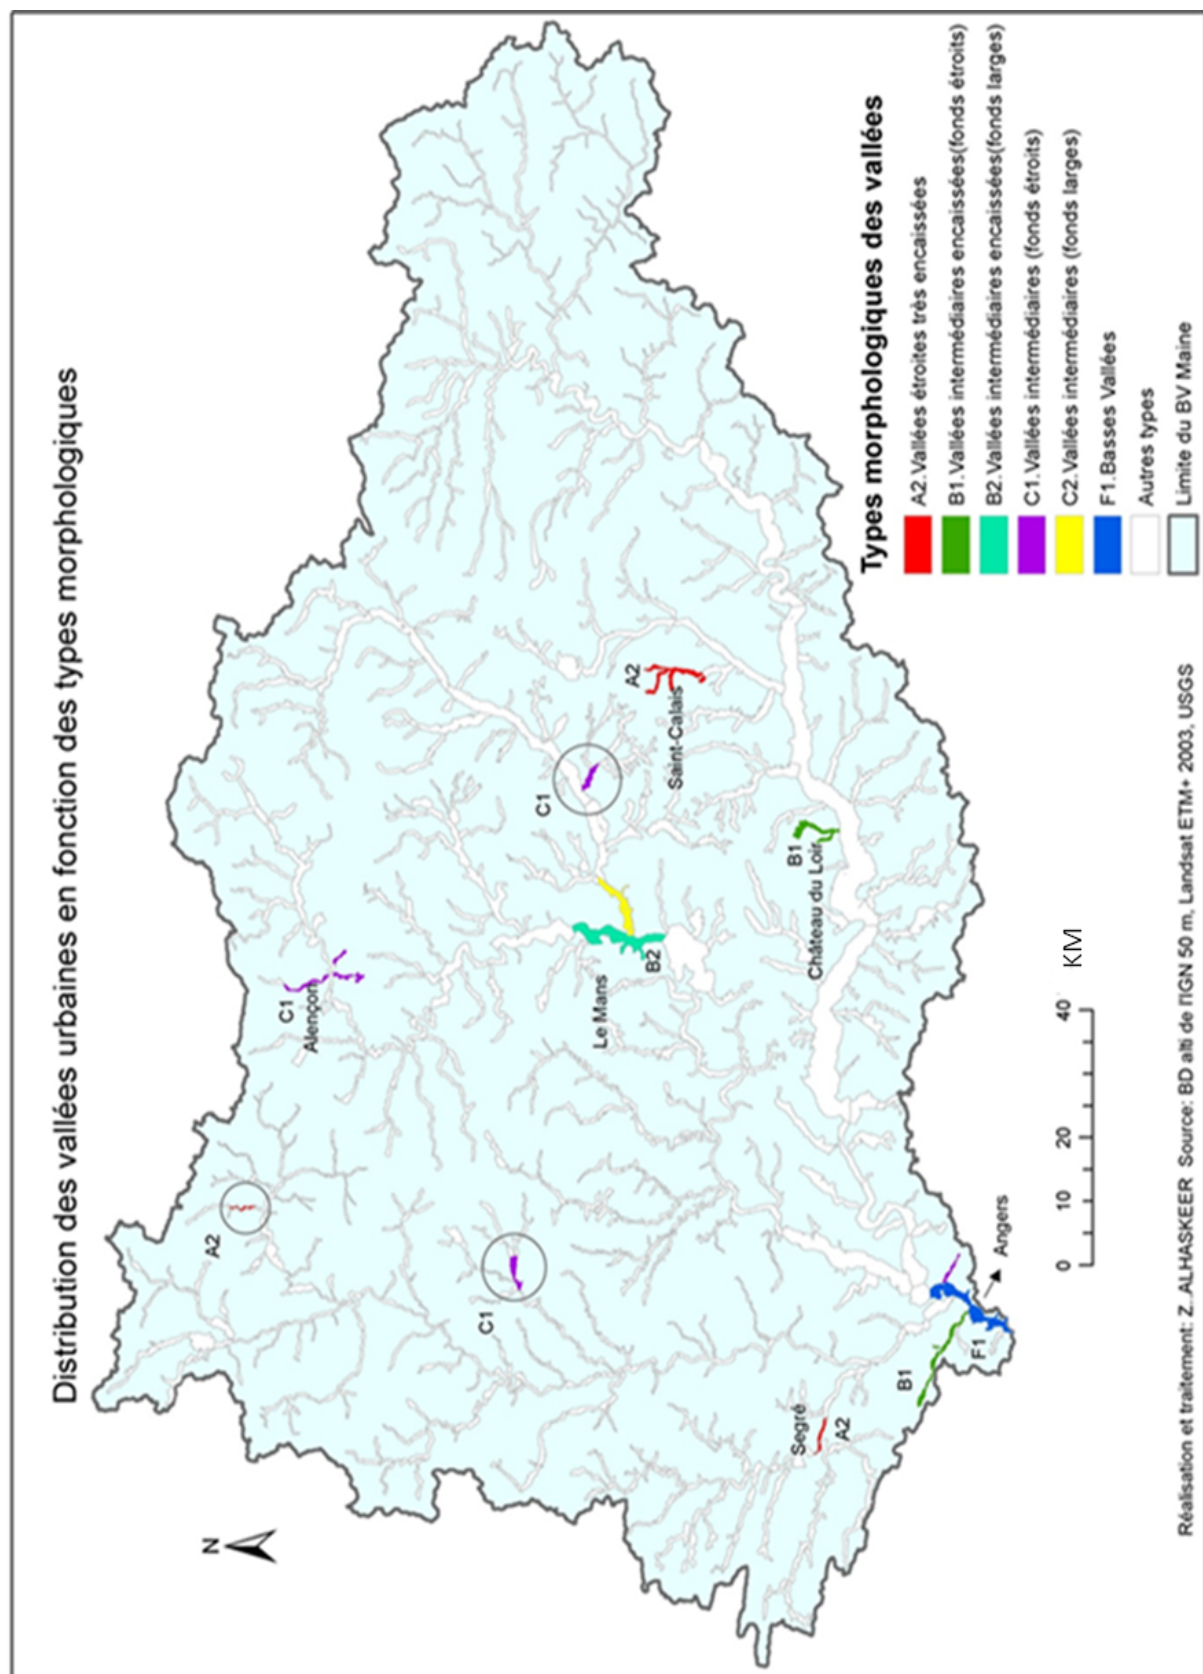 Distribution des vallées urbaines en fonction des types morphologiques
N
A2
C1
Alençon
C1
C1
A2
Saint-Calais
Le Mans
B2
B1
Château du Loir
Segré
A2
B1
F1
Angers
0 10 20 40
KM
Types morphologiques des vallées
A2.Vallées étroites très encaissées
B1.Vallées intermédiaires encaissées(fonds étroits)
B2.Vallées intermédiaires encaissées(fonds larges)
C1.Vallées intermédiaires (fonds étroits)
C2.Vallées intermédiaires (fonds larges)
F1.Basses Vallées
Autres types
Limite du BV Maine
Réalisation et traitement: Z. ALHASKEER Source: BD alti de l'IGN 50 m, Landsat ETM+ 2003, USGS